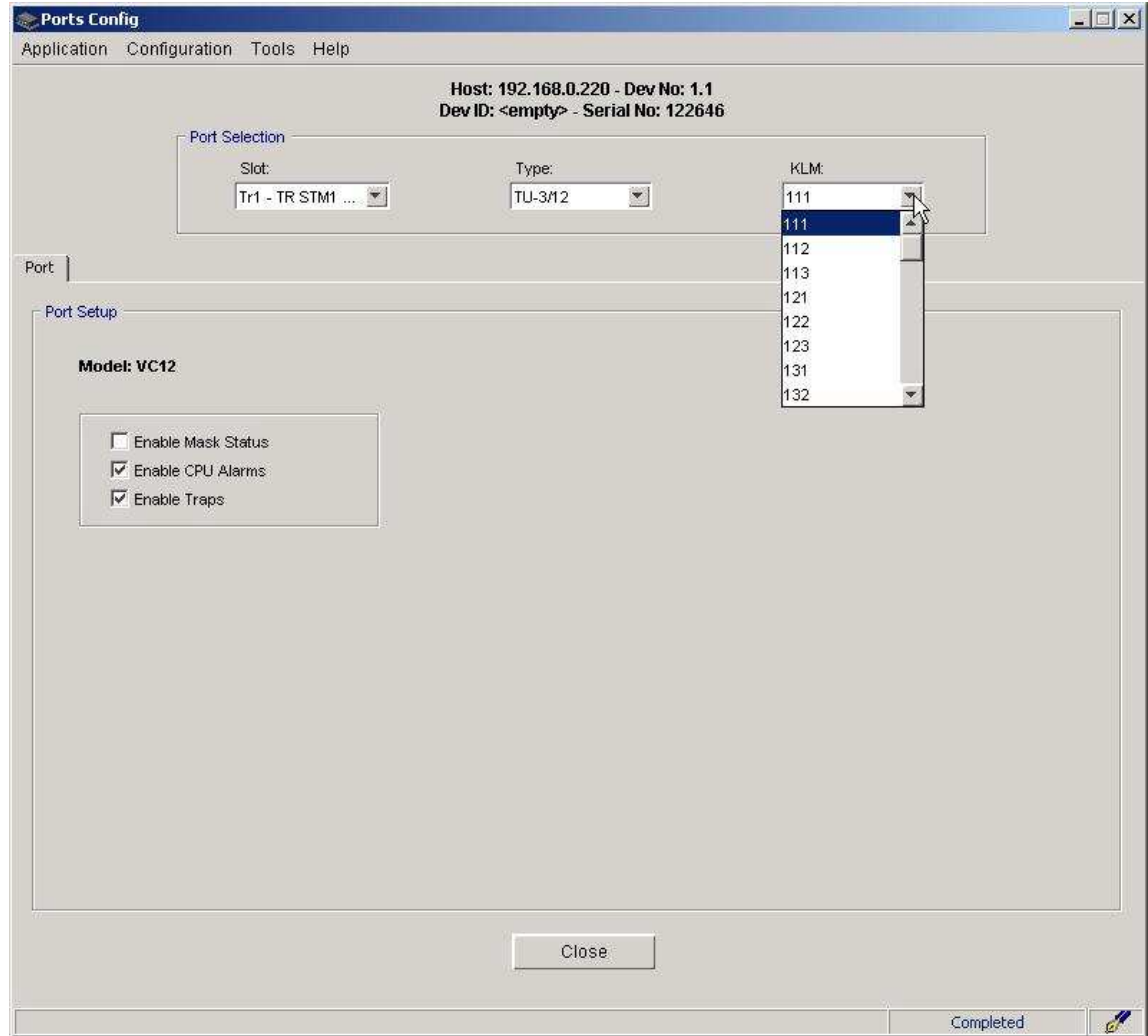 Ports Config
Application Configuration Tools Help
Host: 192.168.0.220 - Dev No: 1.1
Dev ID: <empty> - Serial No: 122646
Port Selection
Slot: Type: KLM:
Tr1 - TR STM1 ... TU-3/12 111
111
112
113
121
122
123
131
132
Port
Port Setup
Model: VC12
Enable Mask Status
Enable CPU Alarms
Enable Traps
Close
Completed